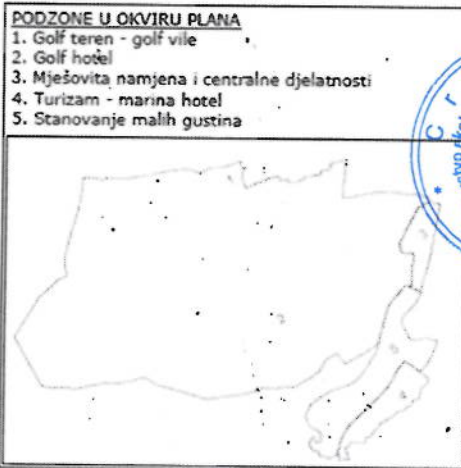 PODZONE U OKVIRU PLANA
1. Golf teren - golf vile
2. Golf hotel
3. Mješovita namjena i centralne djelatnosti
4. Turizam - marina hotel
5. Stanovanje malih gustina